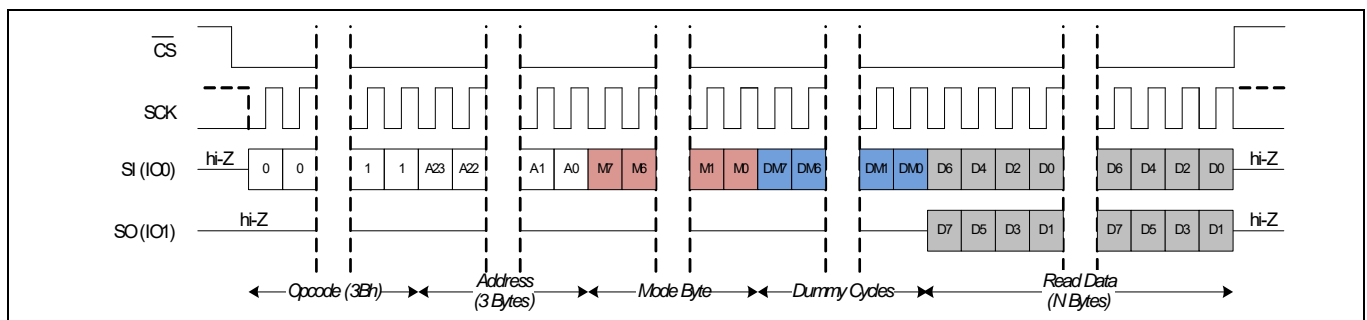 CS
SCK
hi-Z
SI (IO0) 0 0 1 1 A23 A22 A1 A0 M7 M6 M1 M0 DM7 DM6 DM1 DM0 D6 D4 D2 D0 D6 D4 D2 D0 hi-Z
hi-Z
SO (IO1) D7 D5 D3 D1 D7 D5 D3 D1 hi-Z
Opcode (3Bh) Address (3 Bytes) Mode Byte Dummy Cycles Read Data (N Bytes)